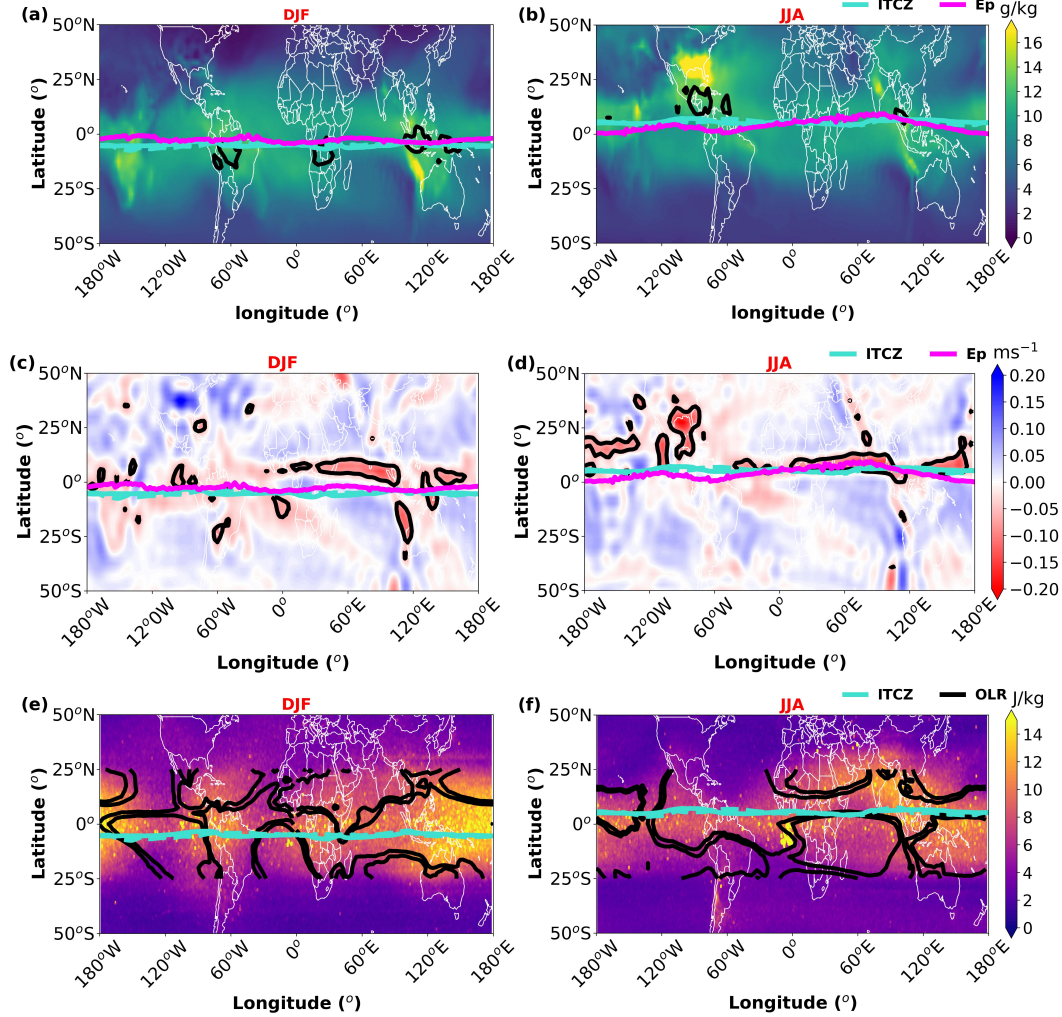 (a) DJF
50°N
25°N
0°
25°S
50°S
Latitude (°)
180°W 12°0W 60°W 0° 60°E 120°E 180°E
longitude (°)
(b) JJA ITCZ Ep g/kg
50°N
25°N
0°
25°S
50°S
Latitude (°)
180°W 12°0W 60°W 0° 60°E 120°E 180°E
longitude (°)
16
14
12
10
8
6
4
2
0
(c) DJF
50°N
25°N
0°
25°S
50°S
Latitude (°)
180°W 12°0W 60°W 0° 60°E 120°E 180°E
Longitude (°)
(d) JJA ITCZ Ep ms⁻¹
50°N
25°N
0°
25°S
50°S
Latitude (°)
180°W 12°0W 60°W 0° 60°E 120°E 180°E
Longitude (°)
0.20
0.15
0.10
0.05
0.00
−0.05
−0.10
−0.15
−0.20
(e) DJF
50°N
25°N
0°
25°S
50°S
Latitude (°)
180°W 120°W 60°W 0° 60°E 120°E 180°E
Longitude (°)
(f) JJA ITCZ OLR J/kg
50°N
25°N
0°
25°S
50°S
Latitude (°)
180°W 120°W 60°W 0° 60°E 120°E 180°E
Longitude (°)
14
12
10
8
6
4
2
0